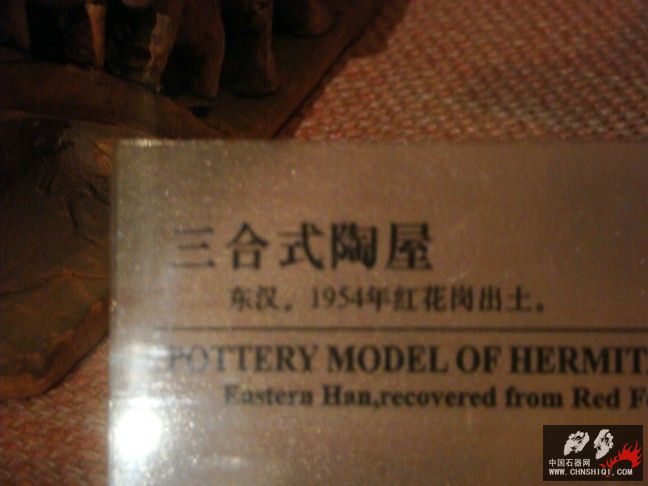 三合式陶屋
东汉，1954年红花岗出土。
POTTERY MODEL OF HERMIT
Eastern Han,recovered from Red F
中国石器网
WWW.CHNSHIQI.COM